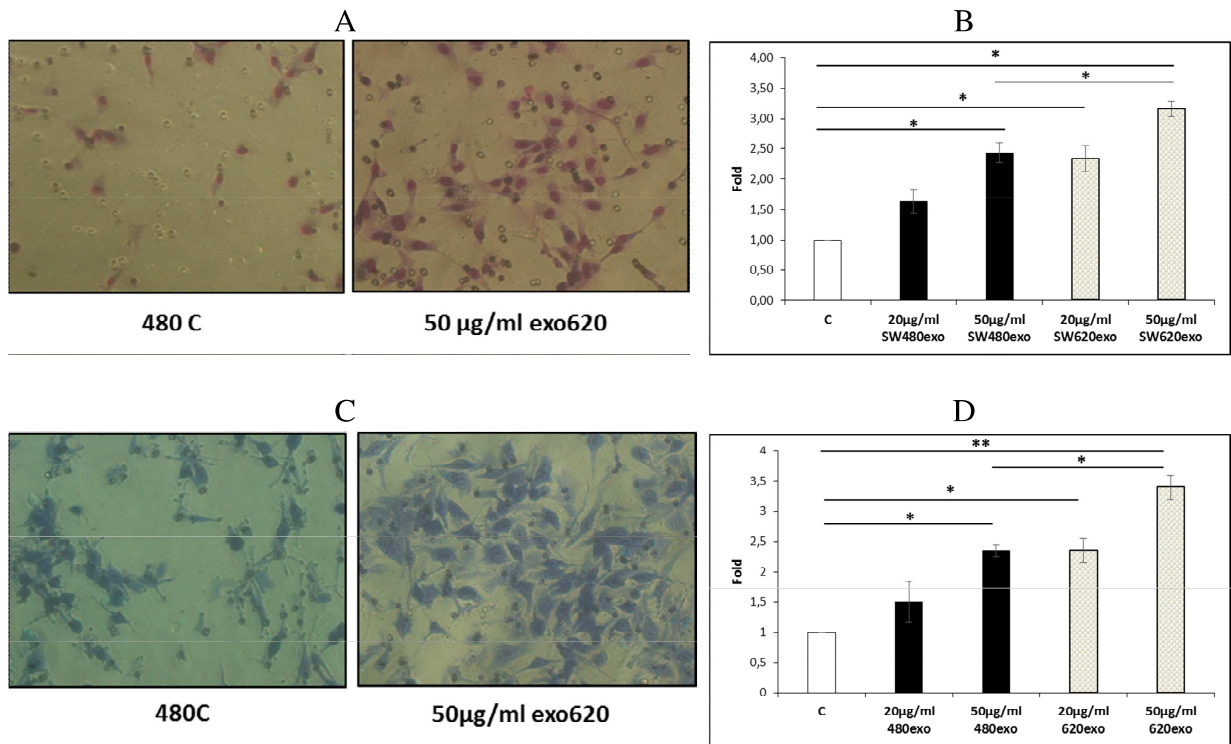 A
B
480 C
50 µg/ml exo620
*
*
*
*
4,00
3,50
3,00
2,50
2,00
1,50
1,00
0,50
0,00
Fold
C
20µg/ml
SW480exo
50µg/ml
SW480exo
20µg/ml
SW620exo
50µg/ml
SW620exo
C
D
480C
50µg/ml exo620
**
*
*
*
4
3,5
3
2,5
2
1,5
1
0,5
0
Fold
C
20µg/ml
480exo
50µg/ml
480exo
20µg/ml
620exo
50µg/ml
620exo